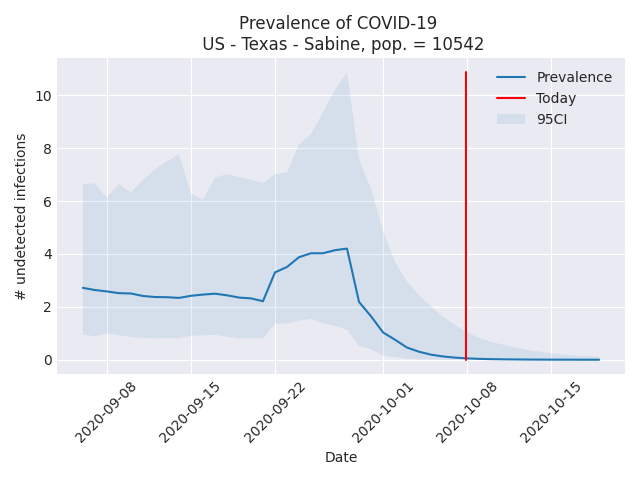 Prevalence of COVID-19
US - Texas - Sabine, pop. = 10542
# undetected infections
10
8
6
4
2
0
Prevalence
Today
95CI
2020-09-08
2020-09-15
2020-09-22
2020-10-01
2020-10-08
2020-10-15
Date